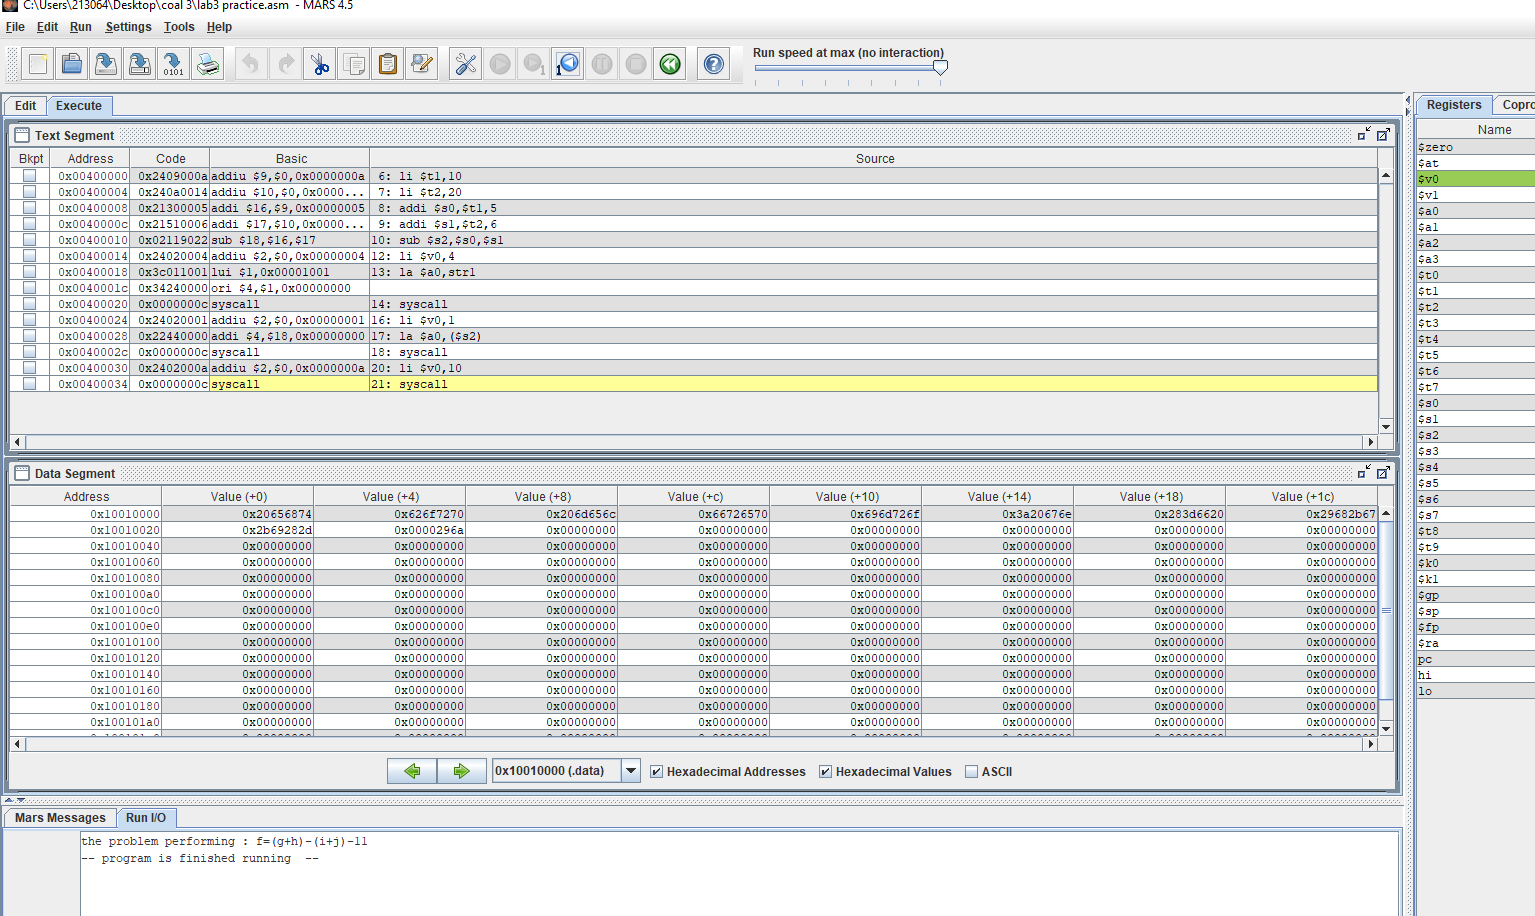 C:\Users\213064\Desktop\coal 3\lab3 practice.asm - MARS 4.5
File Edit Run Settings Tools Help
Run speed at max (no interaction)
Edit Execute
Text Segment
Bkpt Address Code Basic Source
0x00400000 0x2409000a addiu $9,$0,0x0000000a 6: li $t1,10
0x00400004 0x240a0014 addiu $10,$0,0x0000... 7: li $t2,20
0x00400008 0x21300005 addi $16,$9,0x00000005 8: addi $s0,$t1,5
0x0040000c 0x21510006 addi $17,$10,0x0000... 9: addi $s1,$t2,6
0x00400010 0x02119022 sub $18,$16,$17 10: sub $s2,$s0,$s1
0x00400014 0x24020004 addiu $2,$0,0x00000004 12: li $v0,4
0x00400018 0x3c011001 lui $1,0x00001001 13: la $a0,str1
0x0040001c 0x34240000 ori $4,$1,0x00000000
0x00400020 0x0000000c syscall 14: syscall
0x00400024 0x24020001 addiu $2,$0,0x00000001 16: li $v0,1
0x00400028 0x22440000 addi $4,$18,0x00000000 17: la $a0,($s2)
0x0040002c 0x0000000c syscall 18: syscall
0x00400030 0x2402000a addiu $2,$0,0x0000000a 20: li $v0,10
0x00400034 0x0000000c syscall 21: syscall
Data Segment
Address Value (+0) Value (+4) Value (+8) Value (+c) Value (+10) Value (+14) Value (+18) Value (+1c)
0x10010000 0x20656874 0x626f7270 0x206d656c 0x66726570 0x696d726f 0x3a20676e 0x283d6620 0x29682b67
0x10010020 0x2b69282d 0x0000296a 0x00000000 0x00000000 0x00000000 0x00000000 0x00000000 0x00000000
0x10010040 0x00000000 0x00000000 0x00000000 0x00000000 0x00000000 0x00000000 0x00000000 0x00000000
0x10010060 0x00000000 0x00000000 0x00000000 0x00000000 0x00000000 0x00000000 0x00000000 0x00000000
0x10010080 0x00000000 0x00000000 0x00000000 0x00000000 0x00000000 0x00000000 0x00000000 0x00000000
0x100100a0 0x00000000 0x00000000 0x00000000 0x00000000 0x00000000 0x00000000 0x00000000 0x00000000
0x100100c0 0x00000000 0x00000000 0x00000000 0x00000000 0x00000000 0x00000000 0x00000000 0x00000000
0x100100e0 0x00000000 0x00000000 0x00000000 0x00000000 0x00000000 0x00000000 0x00000000 0x00000000
0x10010100 0x00000000 0x00000000 0x00000000 0x00000000 0x00000000 0x00000000 0x00000000 0x00000000
0x10010120 0x00000000 0x00000000 0x00000000 0x00000000 0x00000000 0x00000000 0x00000000 0x00000000
0x10010140 0x00000000 0x00000000 0x00000000 0x00000000 0x00000000 0x00000000 0x00000000 0x00000000
0x10010160 0x00000000 0x00000000 0x00000000 0x00000000 0x00000000 0x00000000 0x00000000 0x00000000
0x10010180 0x00000000 0x00000000 0x00000000 0x00000000 0x00000000 0x00000000 0x00000000 0x00000000
0x100101a0 0x00000000 0x00000000 0x00000000 0x00000000 0x00000000 0x00000000 0x00000000 0x00000000
0x10010000 (.data) Hexadecimal Addresses Hexadecimal Values ASCII
Mars Messages Run I/O
the problem performing : f=(g+h)-(i+j)-11
-- program is finished running --
Registers Copro
Name
$zero
$at
$v0
$v1
$a0
$a1
$a2
$a3
$t0
$t1
$t2
$t3
$t4
$t5
$t6
$t7
$s0
$s1
$s2
$s3
$s4
$s5
$s6
$s7
$t8
$t9
$k0
$k1
$gp
$sp
$fp
$ra
pc
hi
lo